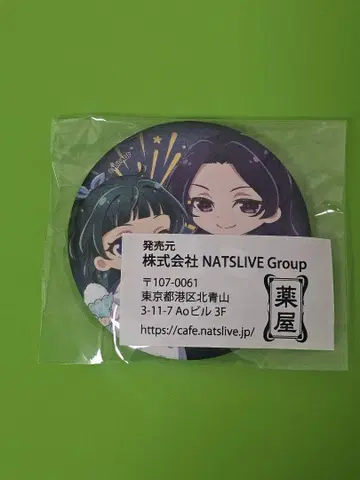 発売元
株式会社 NATSLIVE Group
〒107-0061
東京都港区北青山
3-11-7 Aoビル 3F
https://cafe.natslive.jp/
薬屋